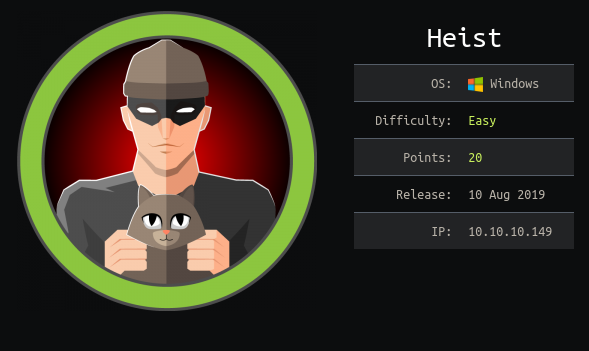 Heist
OS: Windows
Difficulty: Easy
Points: 20
Release: 10 Aug 2019
IP: 10.10.10.149